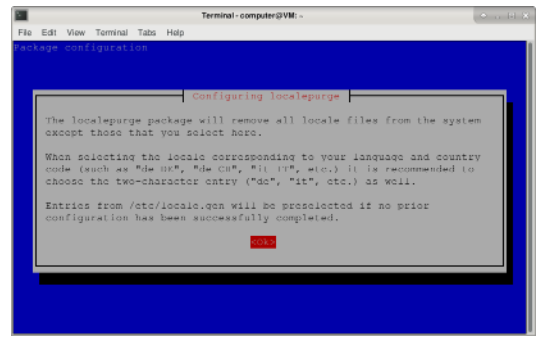 Terminal - computer@VM: ~
File Edit View Terminal Tabs Help
Package configuration
Configuring localepurge
The localepurge package will remove all locale files from the system
except those that you select here.
When selecting the locale corresponding to your language and country
code (such as "de_DE", "de_CH", "it_IT", etc.) it is recommended to
choose the two-character entry ("de", "it", etc.) as well.
Entries from /etc/locale.gen will be preselected if no prior
configuration has been successfully completed.
<Ok>